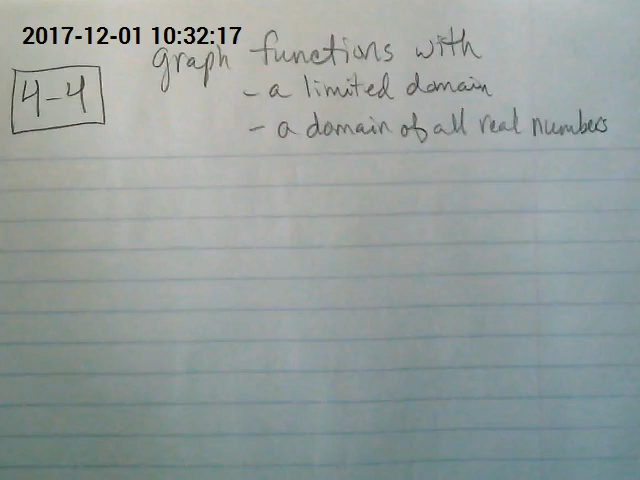 2017-12-01 10:32:17
graph functions with
4-4
- a limited domain
- a domain of all real numbers